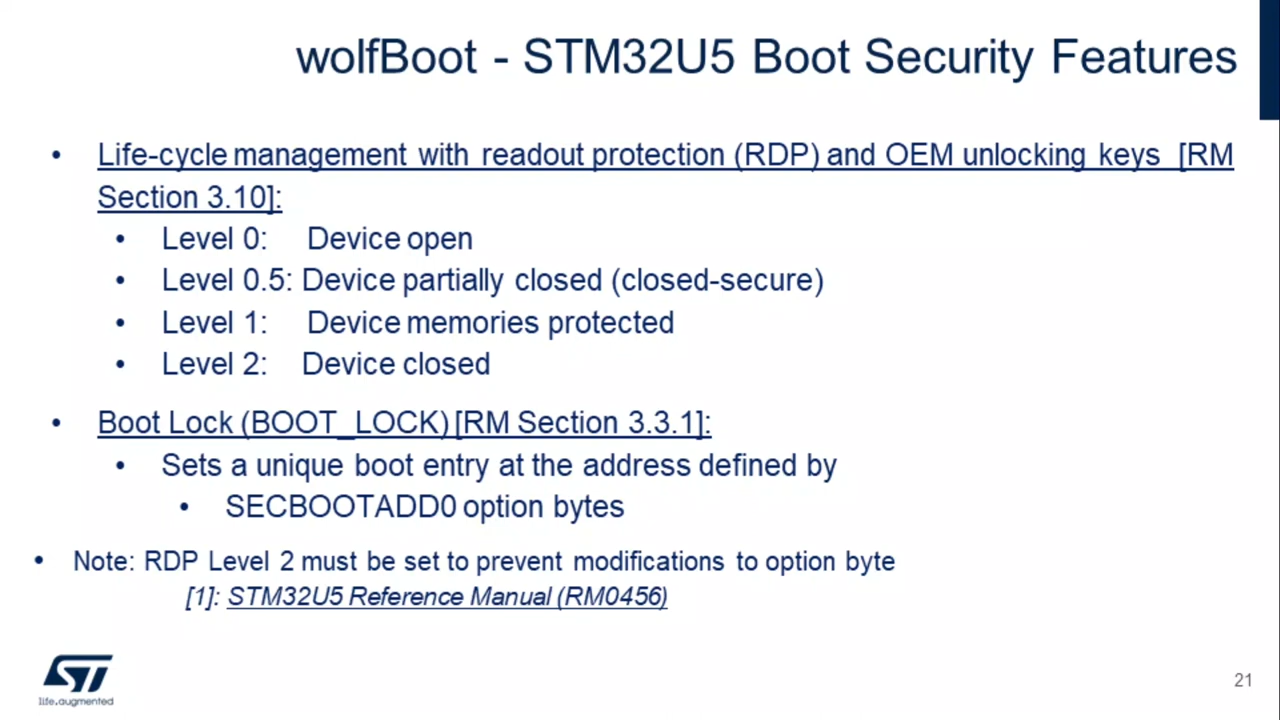 wolfBoot - STM32U5 Boot Security Features
• Life-cycle management with readout protection (RDP) and OEM unlocking keys [RM
Section 3.10]:
• Level 0: Device open
• Level 0.5: Device partially closed (closed-secure)
• Level 1: Device memories protected
• Level 2: Device closed
• Boot Lock (BOOT_LOCK) [RM Section 3.3.1]:
• Sets a unique boot entry at the address defined by
• SECBOOTADD0 option bytes
• Note: RDP Level 2 must be set to prevent modifications to option byte
[1]: STM32U5 Reference Manual (RM0456)
ST
life.augmented
21